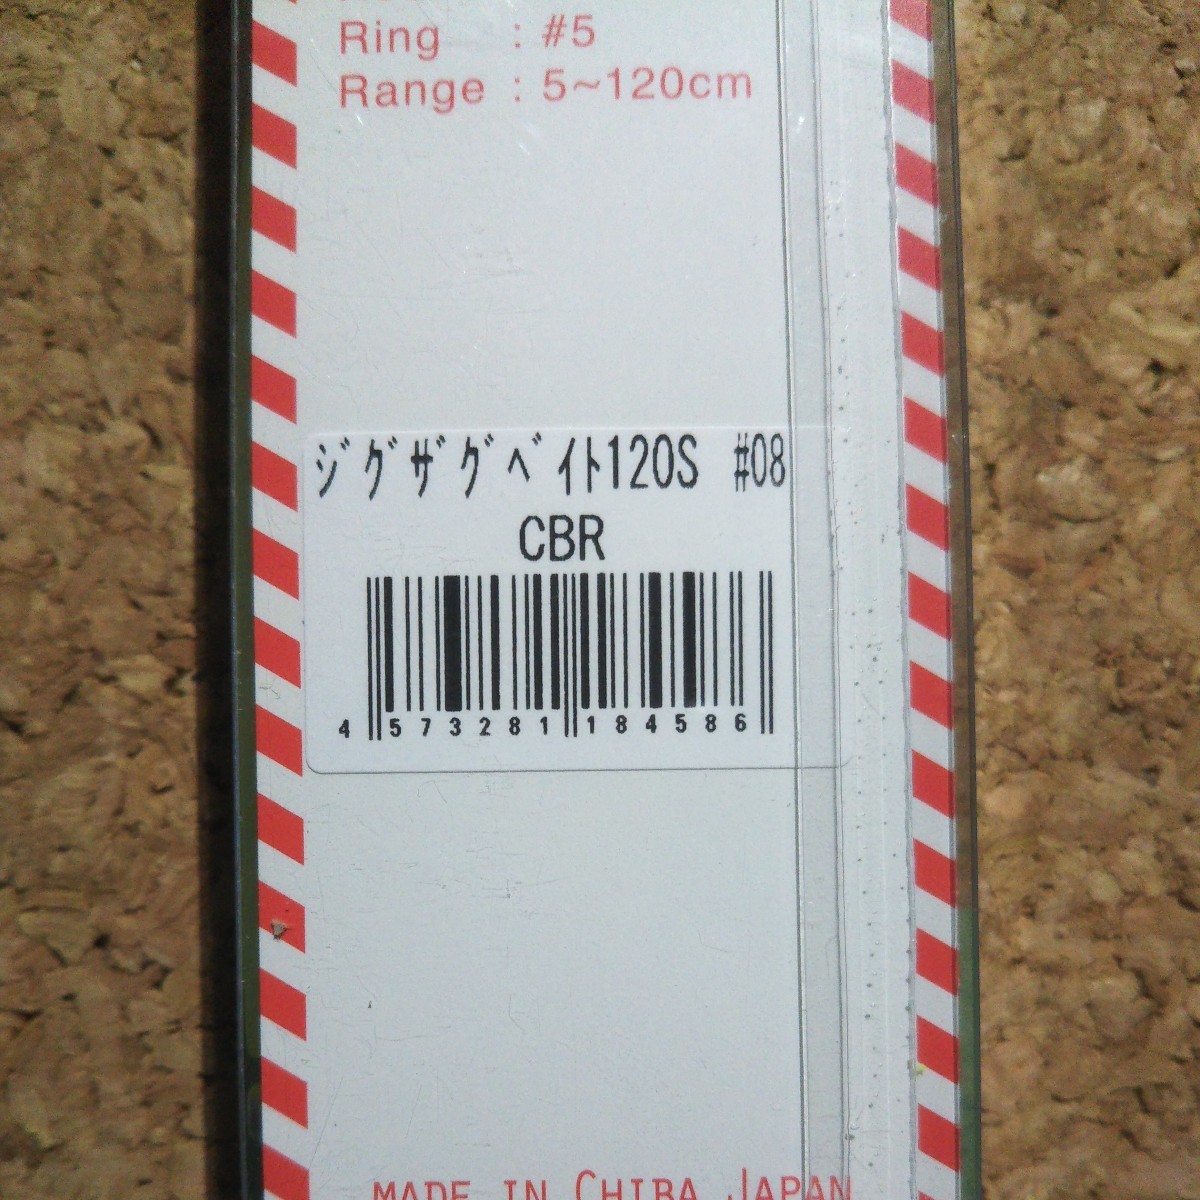 Ring : #5
Range : 5~120cm
ｼﾞｸﾞｻﾞｸﾞﾍﾞｲﾄ120S #08
CBR
4 573281 184586
MADE IN CHIBA JAPAN